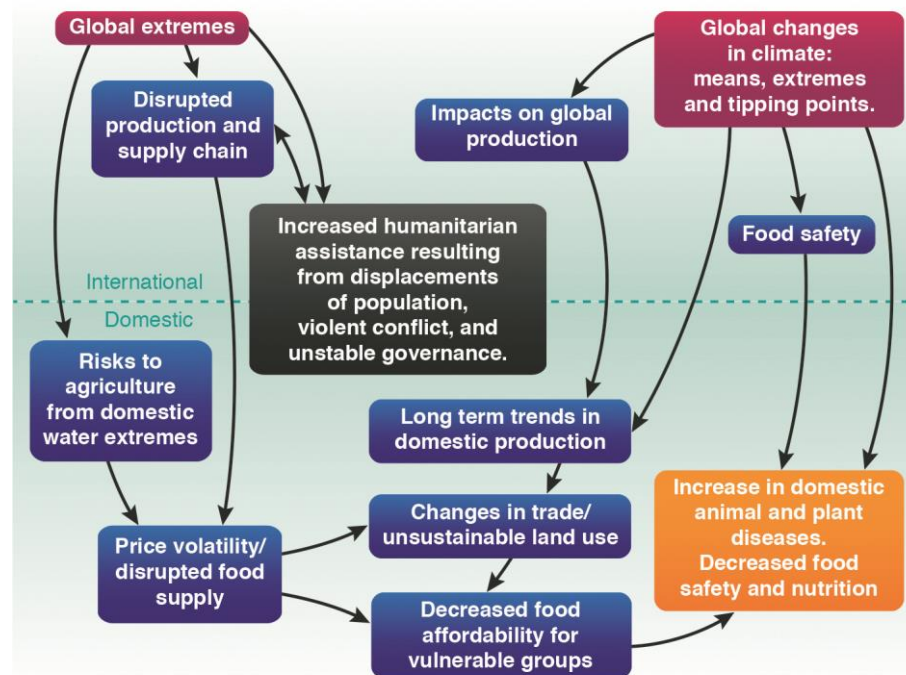 Global extremes
Global changes
in climate:
means, extremes
and tipping points.
Disrupted
production and
supply chain
Impacts on global
production
Increased humanitarian
assistance resulting
from displacements
of population,
violent conflict, and
unstable governance.
Food safety
International
Domestic
Risks to
agriculture
from domestic
water extremes
Long term trends in
domestic production
Increase in domestic
animal and plant
diseases.
Decreased food
safety and nutrition
Changes in trade/
unsustainable land use
Price volatility/
disrupted food
supply
Decreased food
affordability for
vulnerable groups